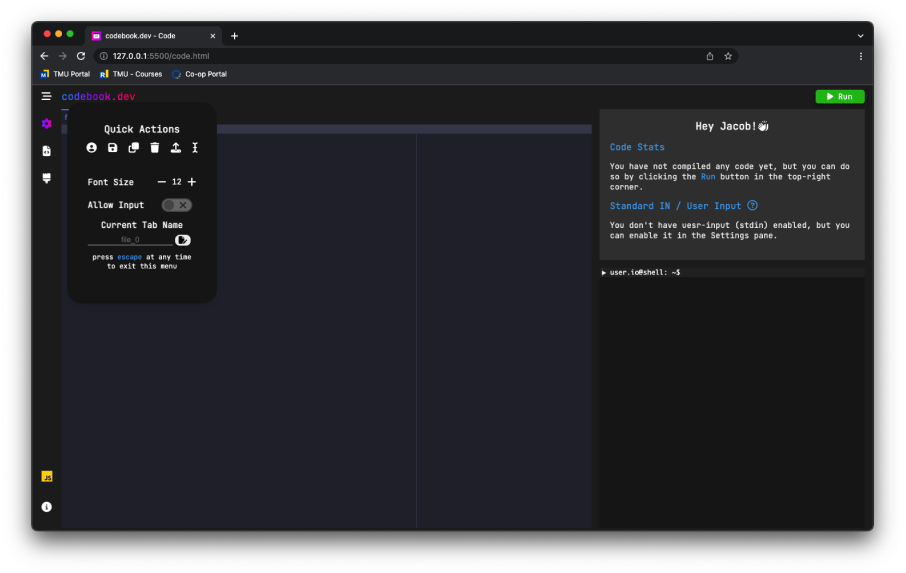 codebook.dev - Code
127.0.0.1:5500/code.html
TMU Portal
TMU - Courses
Co-op Portal
codebook.dev
Run
Quick Actions
Font Size
12
Allow Input
Current Tab Name
file_0
press escape at any time
to exit this menu
JS
Hey Jacob!
Code Stats
You have not compiled any code yet, but you can do
so by clicking the Run button in the top-right
corner.
Standard IN / User Input
You don't have uesr-input (stdin) enabled, but you
can enable it in the Settings pane.
user.io@shell: ~$